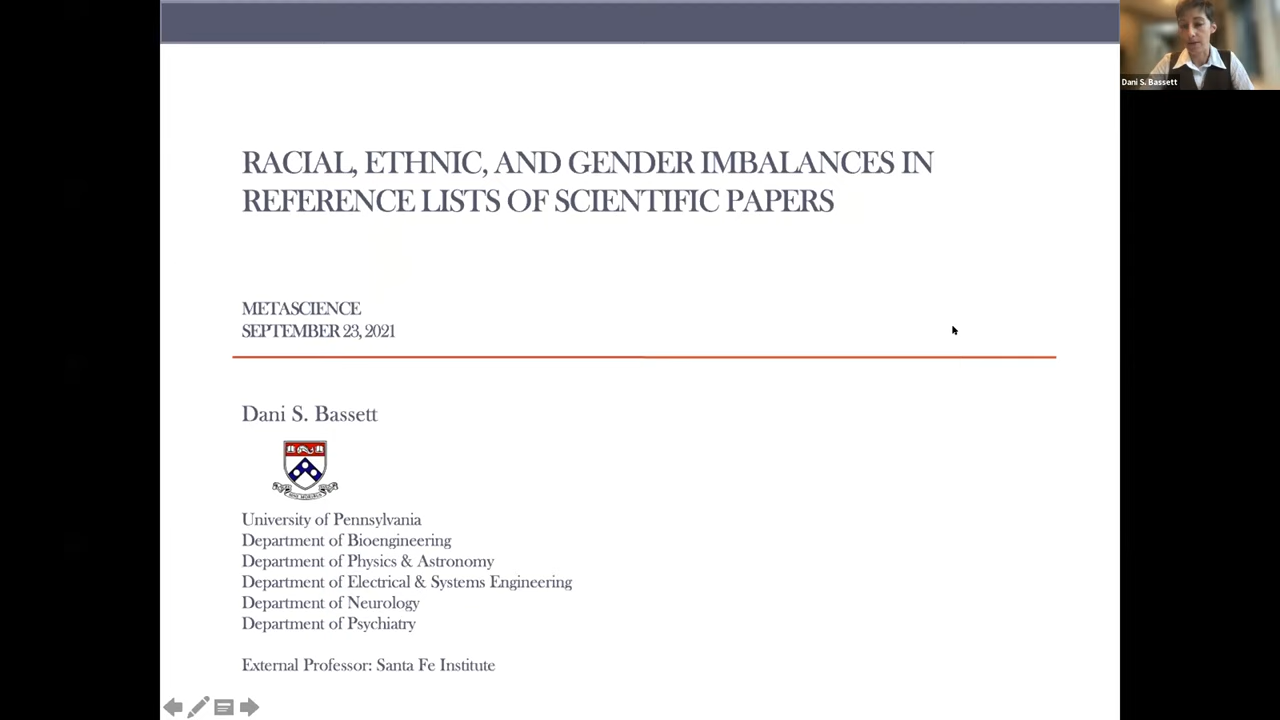 Dani S. Bassett
RACIAL, ETHNIC, AND GENDER IMBALANCES IN
REFERENCE LISTS OF SCIENTIFIC PAPERS
METASCIENCE
SEPTEMBER 23, 2021
Dani S. Bassett
University of Pennsylvania
Department of Bioengineering
Department of Physics & Astronomy
Department of Electrical & Systems Engineering
Department of Neurology
Department of Psychiatry
External Professor: Santa Fe Institute